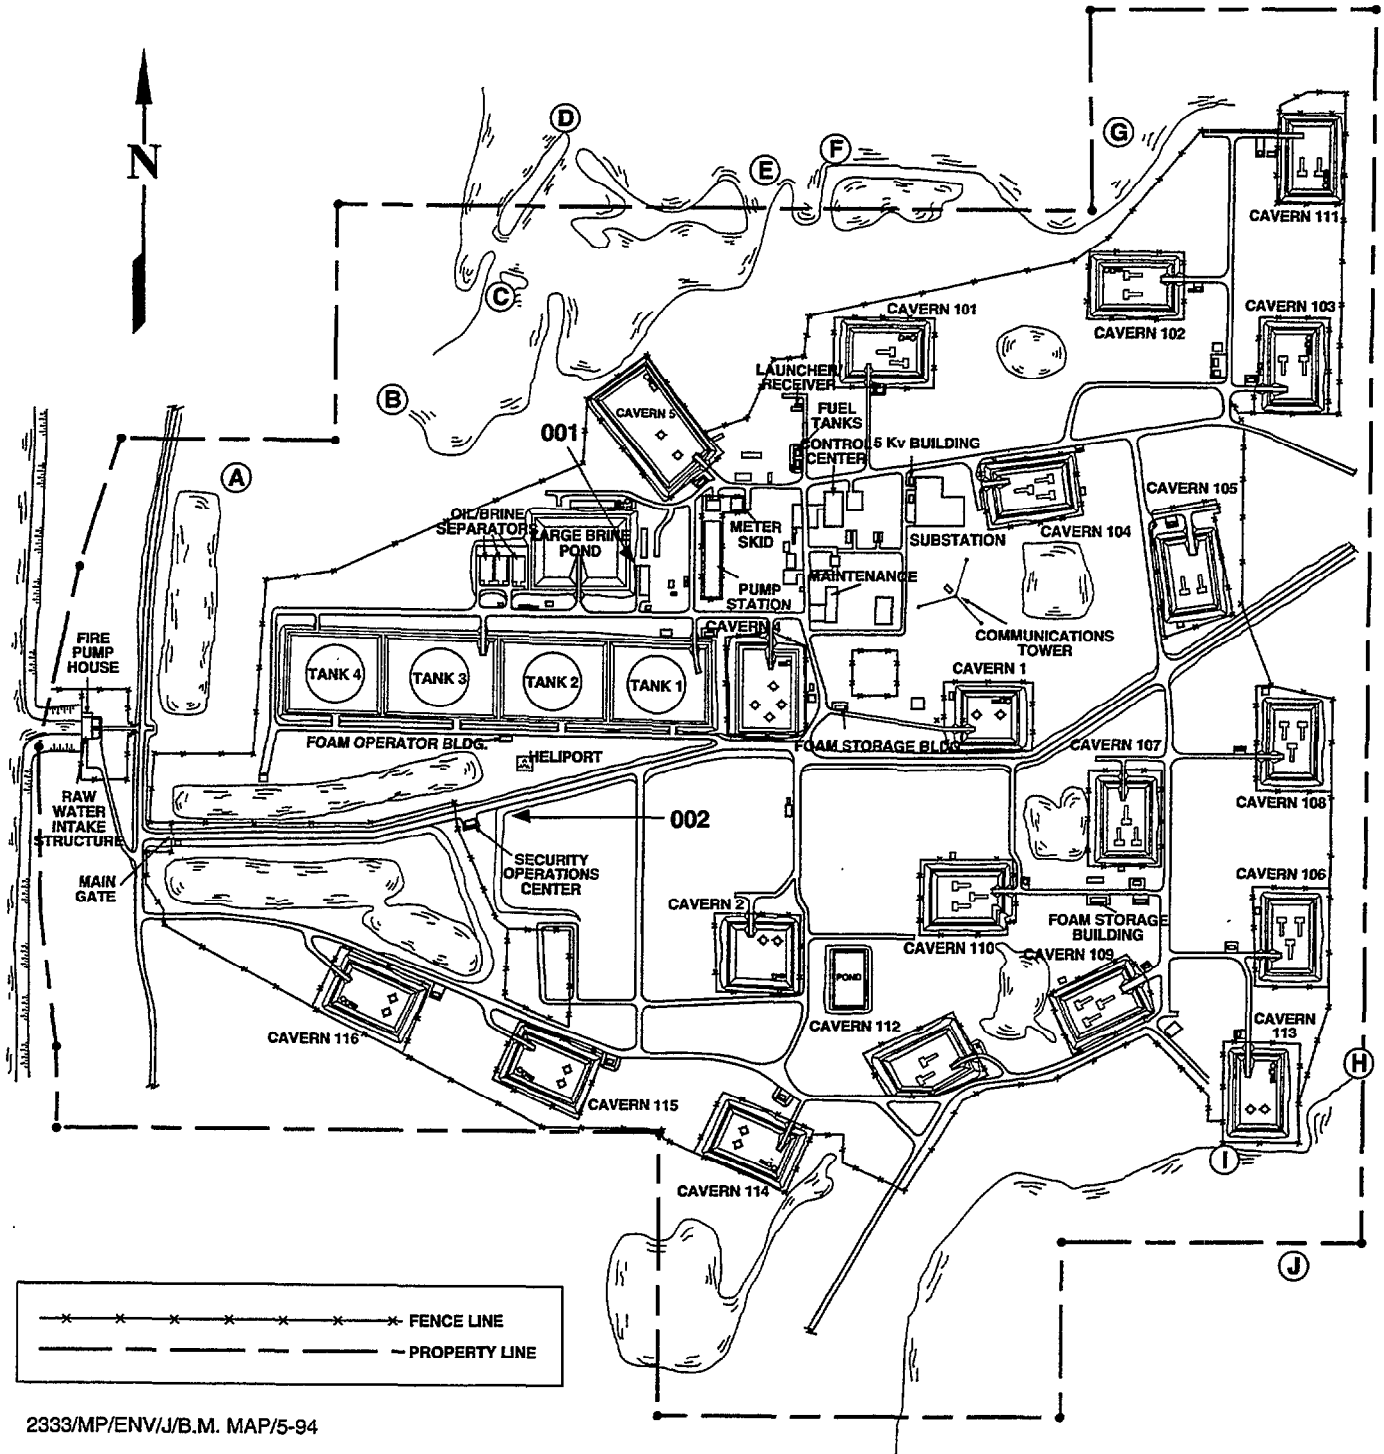 N
D
G
F
E
CAVERN 111
C
CAVERN 101
CAVERN 103
CAVERN 102
LAUNCHER/
RECEIVER
B
CAVERN 5
FUEL
TANKS
001
CONTROL
CENTER
5 Kv BUILDING
A
CAVERN 105
OIL/BRINE
SEPARATORS
LARGE BRINE
POND
METER
SKID
CAVERN 104
SUBSTATION
MAINTENANCE
PUMP
STATION
CAVERN 4
COMMUNICATIONS
TOWER
FIRE
PUMP
HOUSE
CAVERN 1
TANK 4
TANK 3
TANK 2
TANK 1
FOAM OPERATOR BLDG.
HELIPORT
FOAM STORAGE BLDG
CAVERN 107
RAW
WATER
INTAKE
STRUCTURE
CAVERN 108
002
SECURITY
OPERATIONS
CENTER
MAIN
GATE
CAVERN 106
CAVERN 2
FOAM STORAGE
BUILDING
CAVERN 110
CAVERN 109
POND
CAVERN 116
CAVERN 112
CAVERN
113
H
CAVERN 115
I
CAVERN 114
J
FENCE LINE
PROPERTY LINE
2333/MP/ENV/J/B.M. MAP/5-94